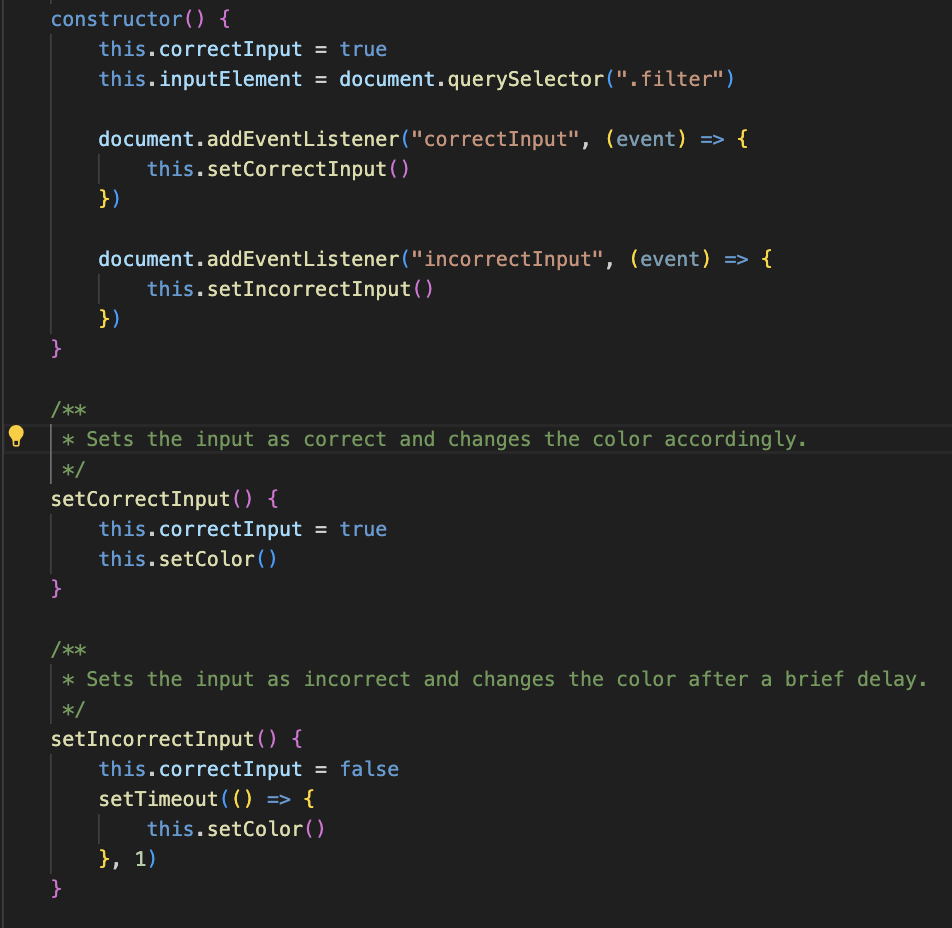 constructor() {
    this.correctInput = true
    this.inputElement = document.querySelector(".filter")

    document.addEventListener("correctInput", (event) => {
        this.setCorrectInput()
    })

    document.addEventListener("incorrectInput", (event) => {
        this.setIncorrectInput()
    })
}

/**
 * Sets the input as correct and changes the color accordingly.
 */
setCorrectInput() {
    this.correctInput = true
    this.setColor()
}

/**
 * Sets the input as incorrect and changes the color after a brief delay.
 */
setIncorrectInput() {
    this.correctInput = false
    setTimeout(() => {
        this.setColor()
    }, 1)
}